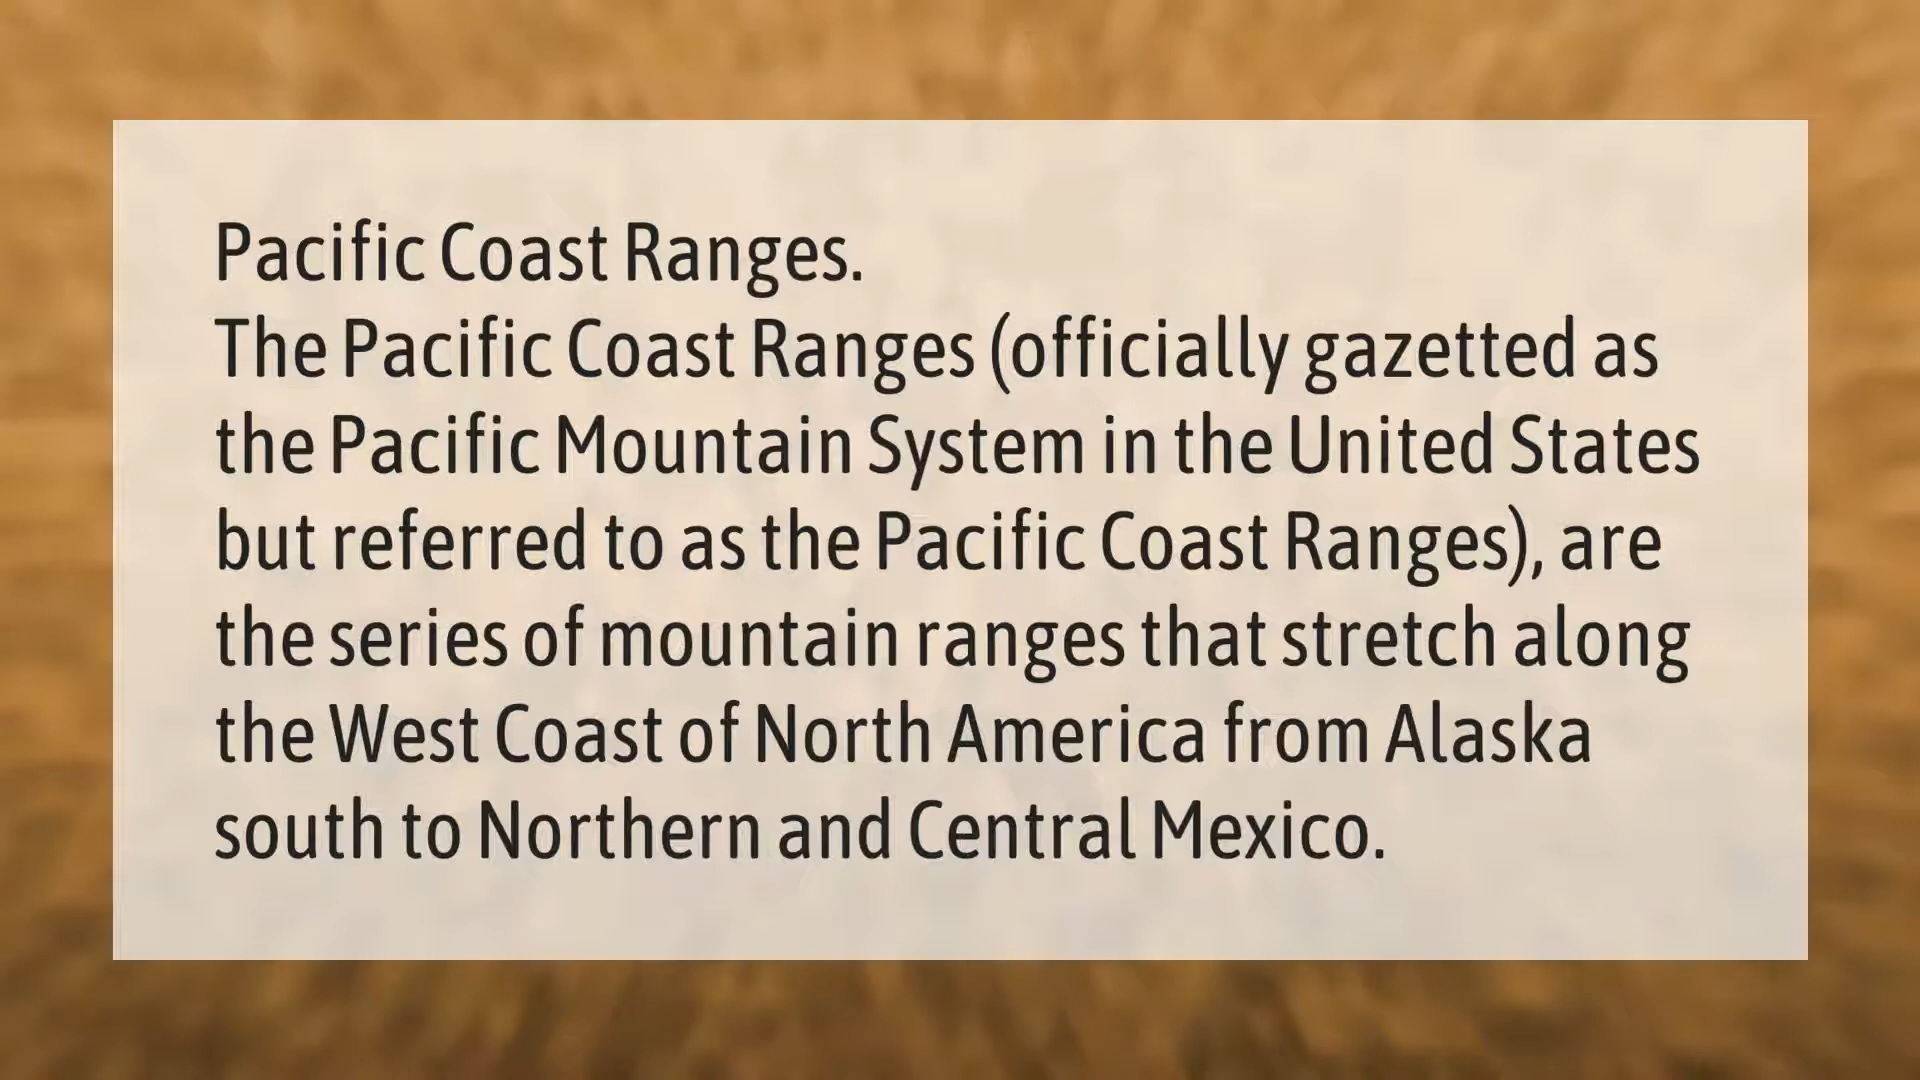 Pacific Coast Ranges.
The Pacific Coast Ranges (officially gazetted as
the Pacific Mountain System in the United States
but referred to as the Pacific Coast Ranges), are
the series of mountain ranges that stretch along
the West Coast of North America from Alaska
south to Northern and Central Mexico.